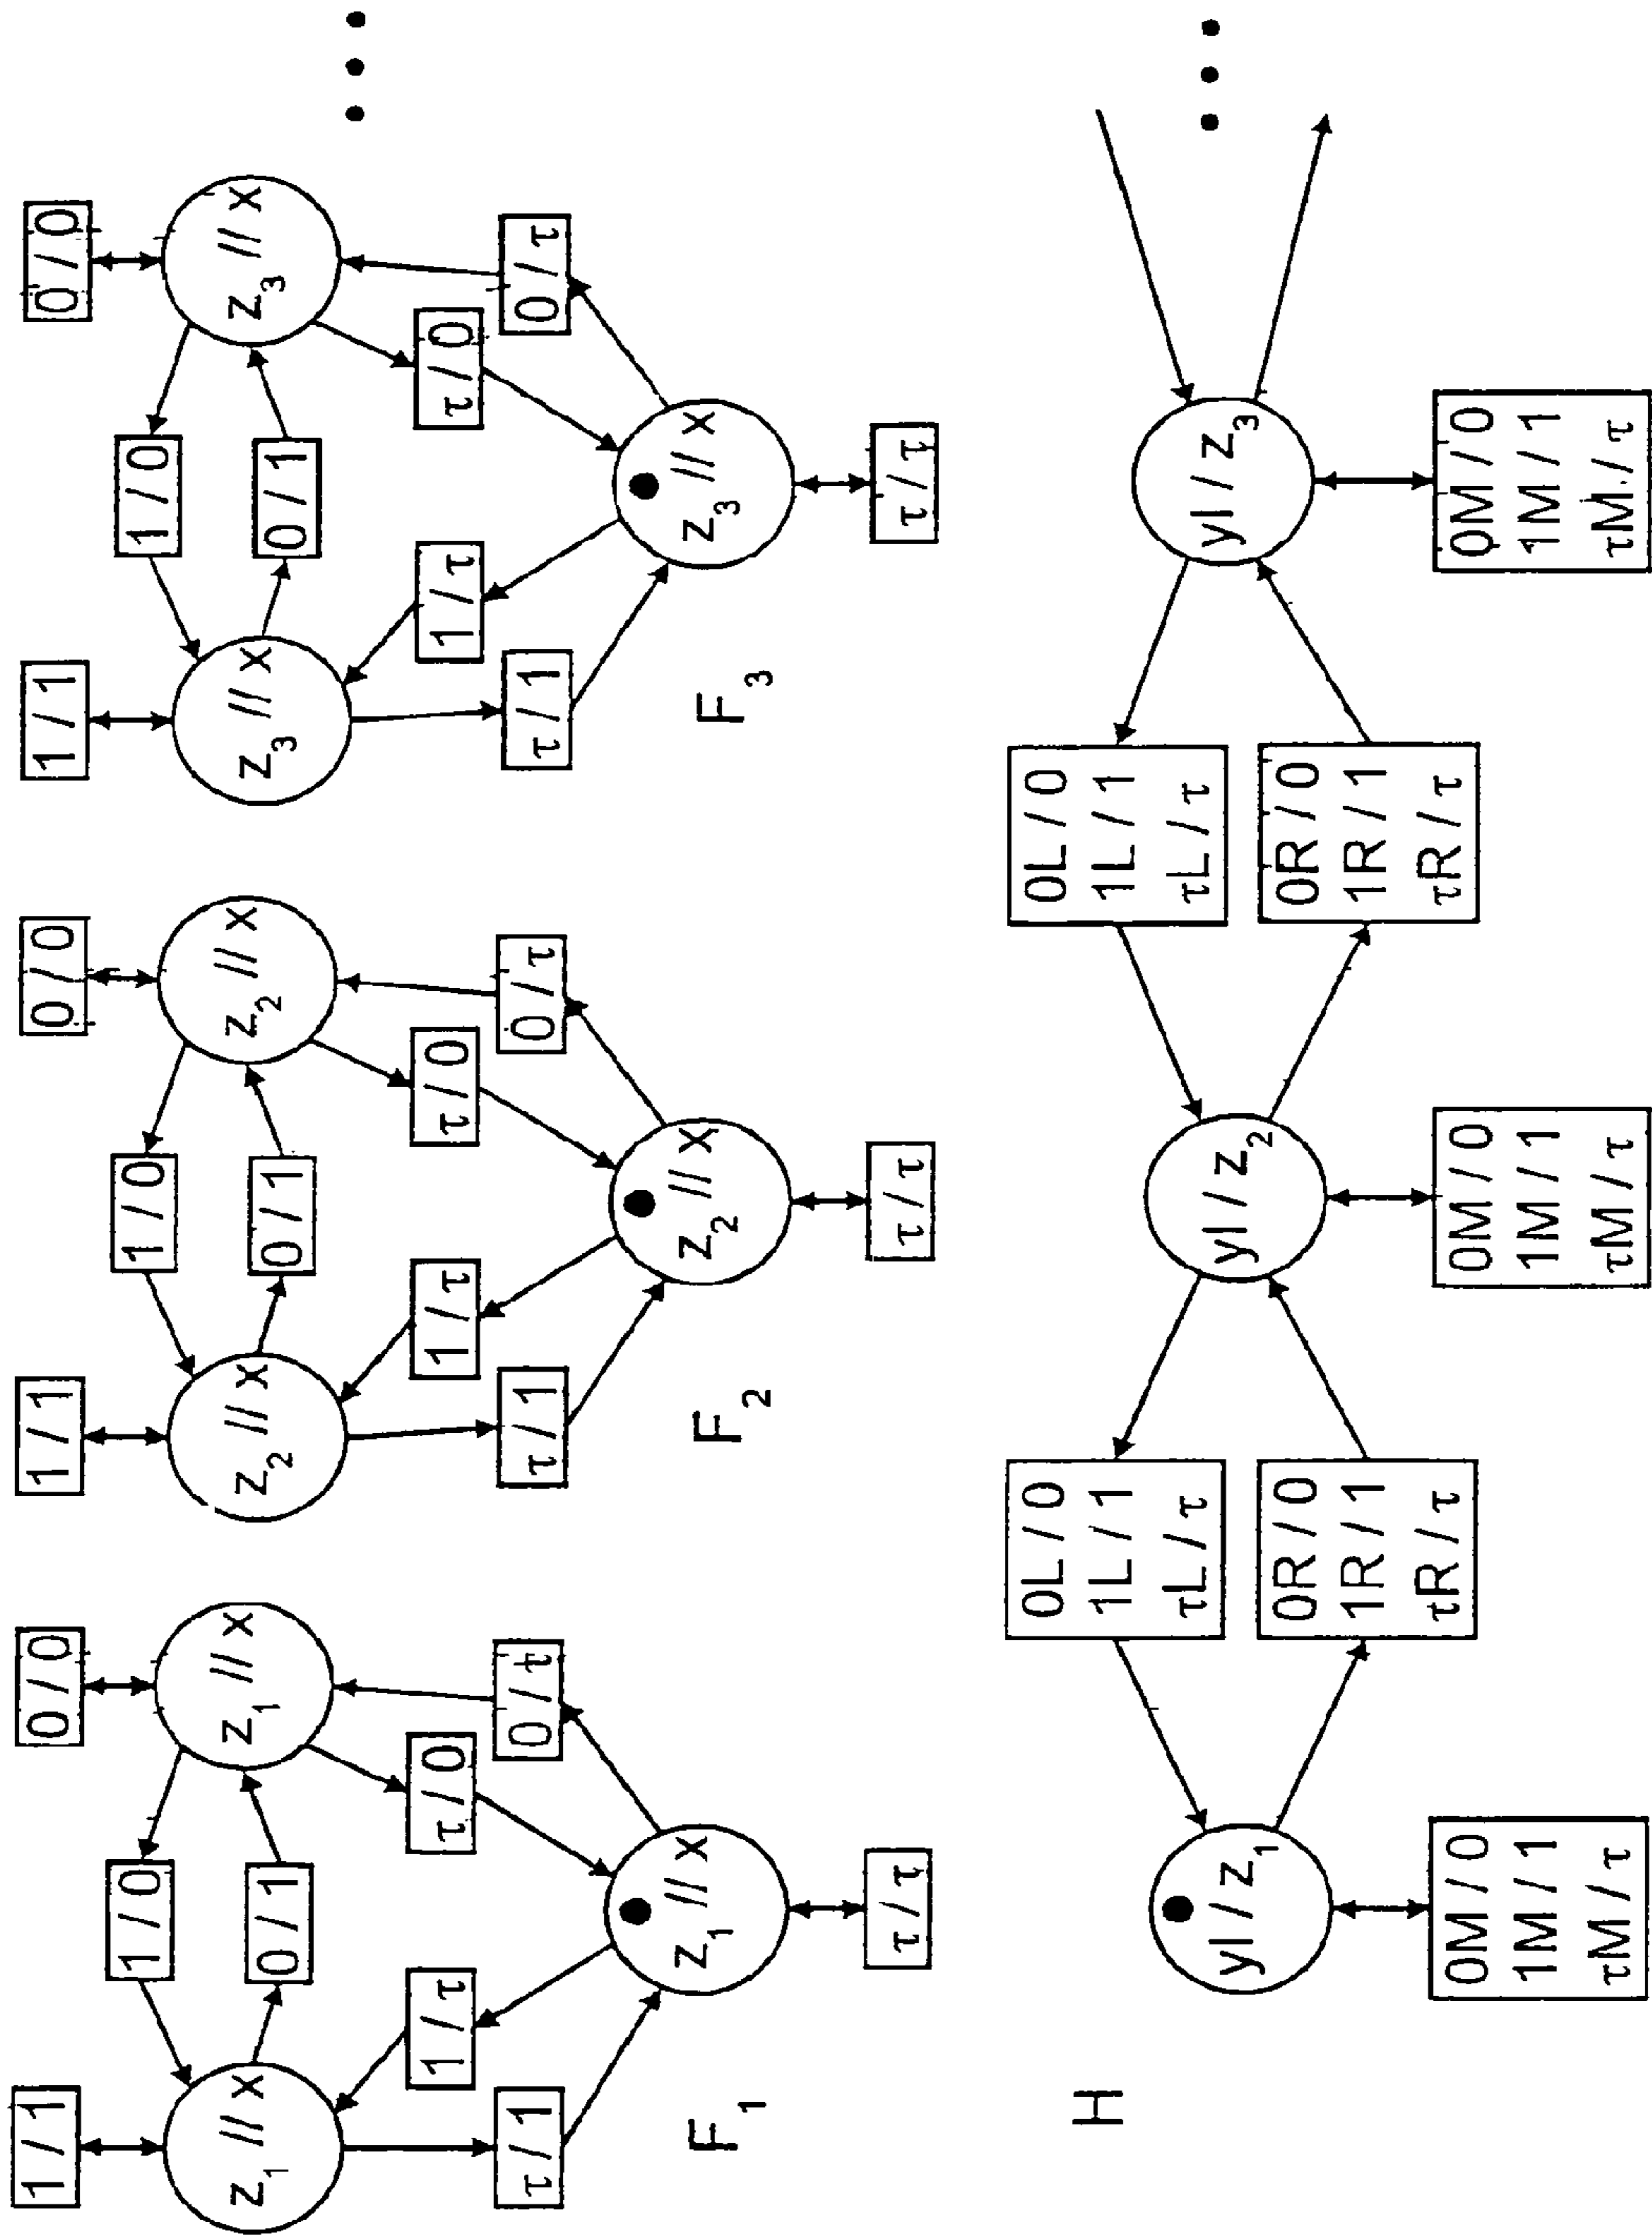 1 / 1
0 / 0
1 / 0
z₁ // x
z₁ // x
0 / 1
1 / τ
τ / 0
τ / 1
0 / τ
z₁ // x
τ / τ
F₁
1 / 1
0 / 0
1 / 0
z₂ // x
z₂ // x
0 / 1
1 / τ
τ / 0
τ / 1
0 / τ
z₂ // x
τ / τ
F₂
1 / 1
0 / 0
1 / 0
z₃ // x
z₃ // x
0 / 1
1 / τ
τ / 0
τ / 1
0 / τ
z₃ // x
τ / τ
F₃
• • •
H
0L / 0
1L / 1
τL / τ
0L / 0
1L / 1
τL / τ
yl / z₁
yl / z₂
yl / z₃
• • •
0R / 0
1R / 1
τR / τ
0R / 0
1R / 1
τR / τ
0M / 0
1M / 1
τM / τ
0M / 0
1M / 1
τM / τ
0M / 0
1M / 1
τM / τ